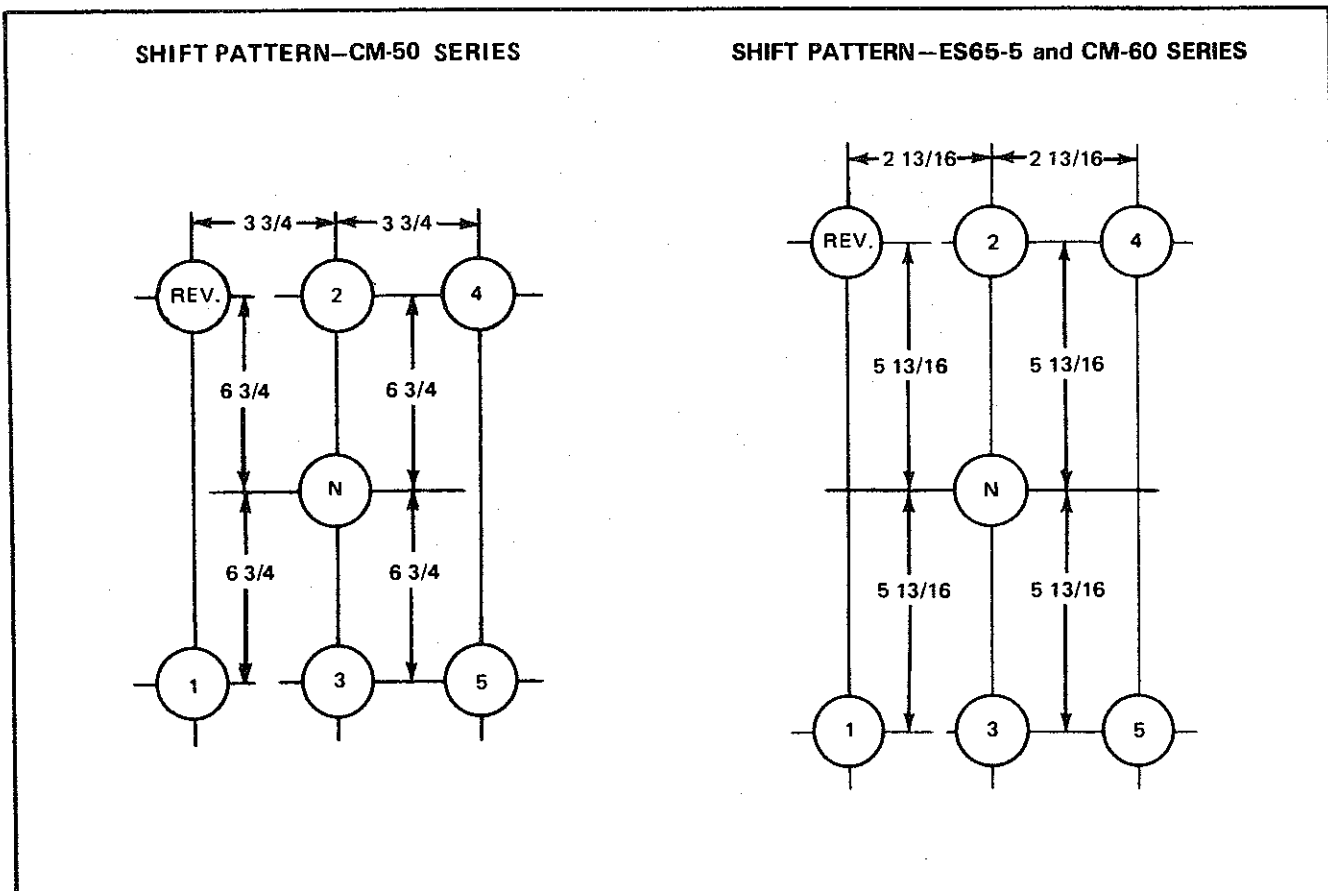 SHIFT PATTERN—CM-50 SERIES
3 3/4 3 3/4
REV. 2 4
6 3/4 6 3/4
N
6 3/4 6 3/4
1 3 5
SHIFT PATTERN—ES65-5 and CM-60 SERIES
2 13/16 2 13/16
REV. 2 4
5 13/16 5 13/16
N
5 13/16 5 13/16
1 3 5